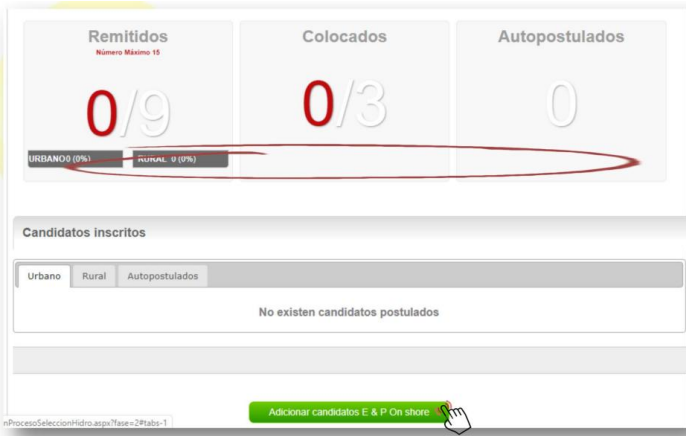 Remitidos
Número Máximo 15
0/9
URBANO0 (0%)
RURAL 0 (0%)
Colocados
0/3
Autopostulados
0
Candidatos inscritos
Urbano
Rural
Autopostulados
No existen candidatos postulados
Adicionar candidatos E & P On shore
nProcesoSeleccionHidro.aspx?fase=2#tabs-1